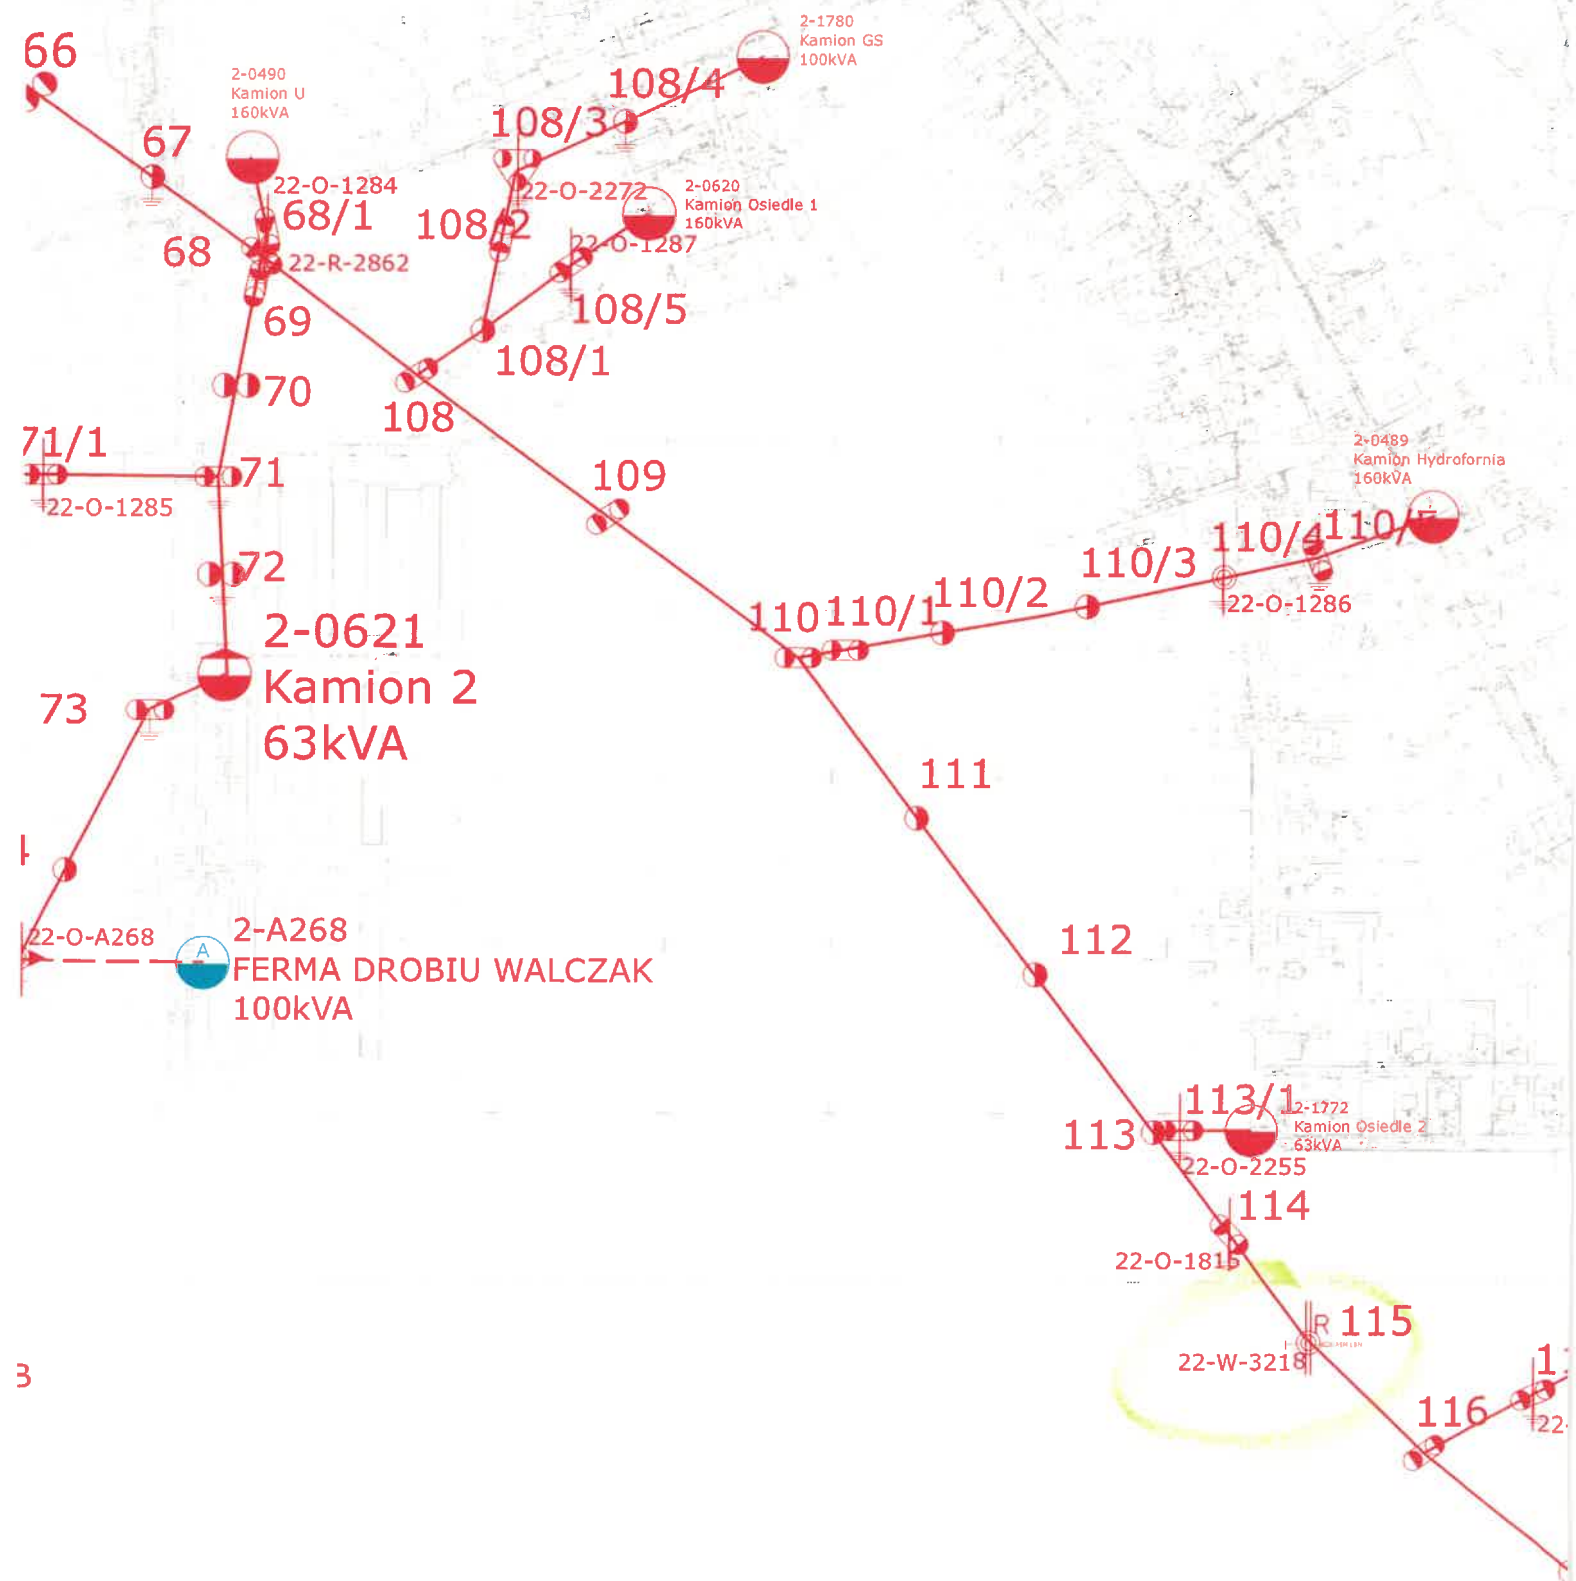 66
2-0490
Kamion U
160kVA
2-1780
Kamion GS
100kVA
108/4
108/3
67
22-O-1284
68/1
22-O-2272
2-0620
Kamion Osiedle 1
160kVA
108/2
68
22-R-2862
22-O-1287
69
108/5
108/1
70
108
71/1
71
22-O-1285
109
2-0489
Kamion Hydrofornia
160kVA
72
110/4
110/3
110/2
110/1
110
22-O-1286
2-0621
Kamion 2
63kVA
73
111
22-O-A268
A
2-A268
FERMA DROBIU WALCZAK
100kVA
112
113/1
113
2-1772
Kamion Osiedle 2
63kVA
22-O-2255
114
22-O-1815
R 115
22-W-3218
116
22-